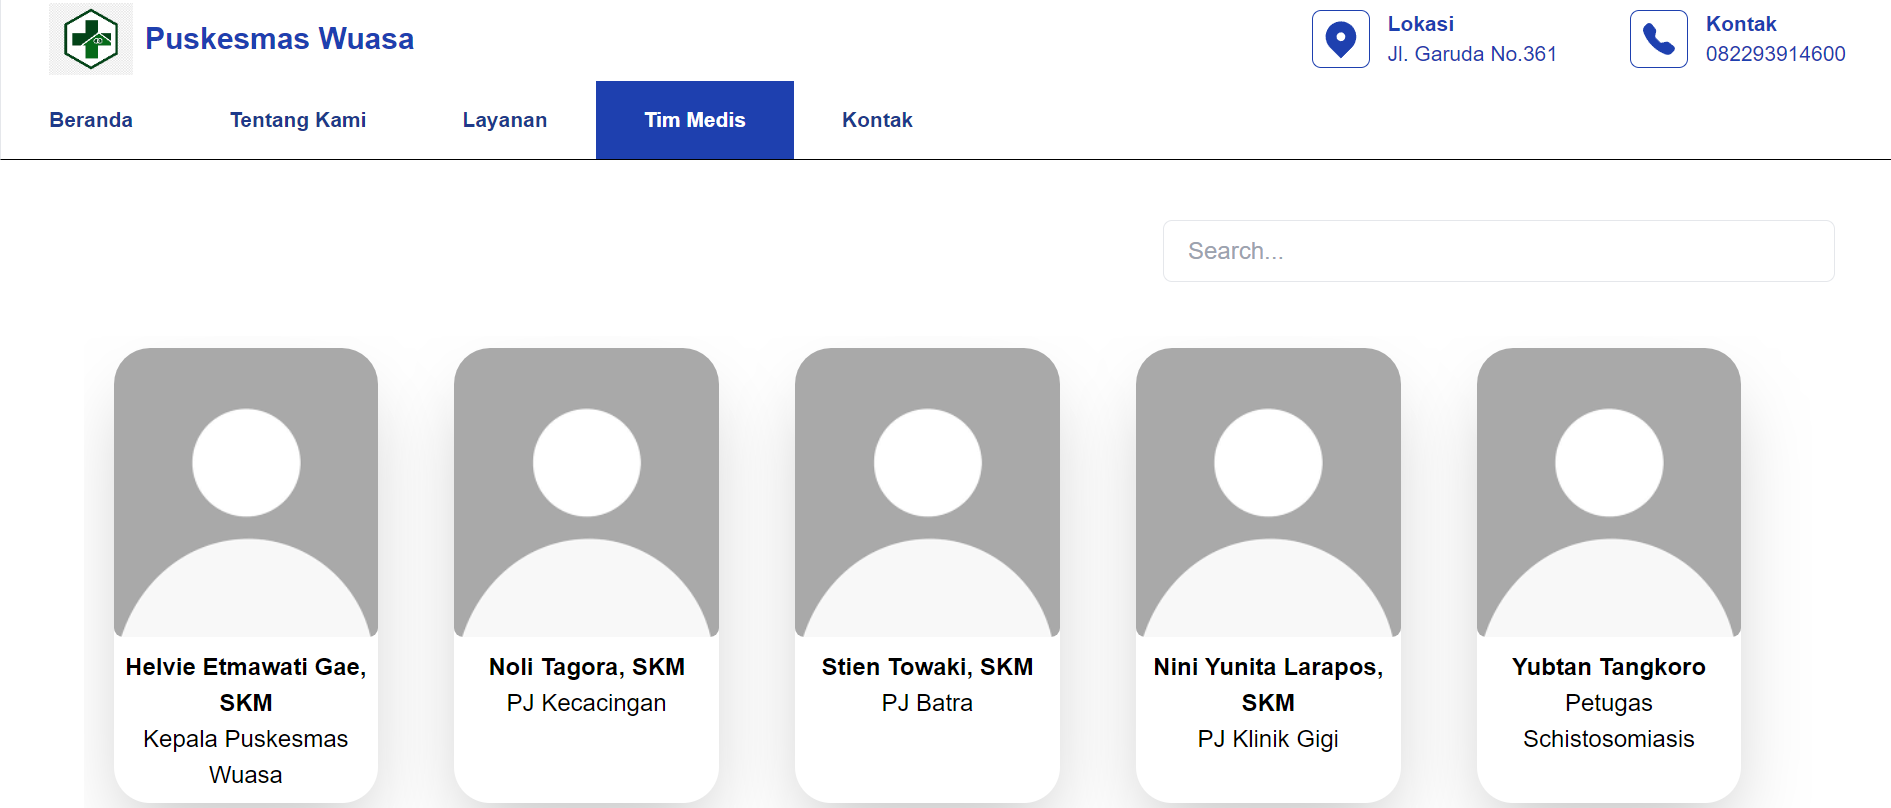 Puskesmas Wuasa
Lokasi
Jl. Garuda No.361
Kontak
082293914600
Beranda
Tentang Kami
Layanan
Tim Medis
Kontak
Search...
Helvie Etmawati Gae,
SKM
Kepala Puskesmas
Wuasa
Noli Tagora, SKM
PJ Kecacingan
Stien Towaki, SKM
PJ Batra
Nini Yunita Larapos,
SKM
PJ Klinik Gigi
Yubtan Tangkoro
Petugas
Schistosomiasis